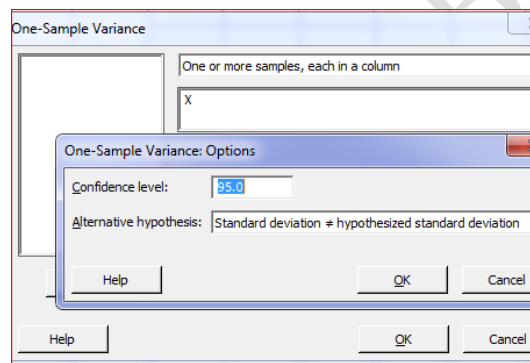 One-Sample Variance
One or more samples, each in a column
X
One-Sample Variance: Options
Confidence level: 95.0
Alternative hypothesis: Standard deviation ≠ hypothesized standard deviation
Help OK Cancel
Help OK Cancel